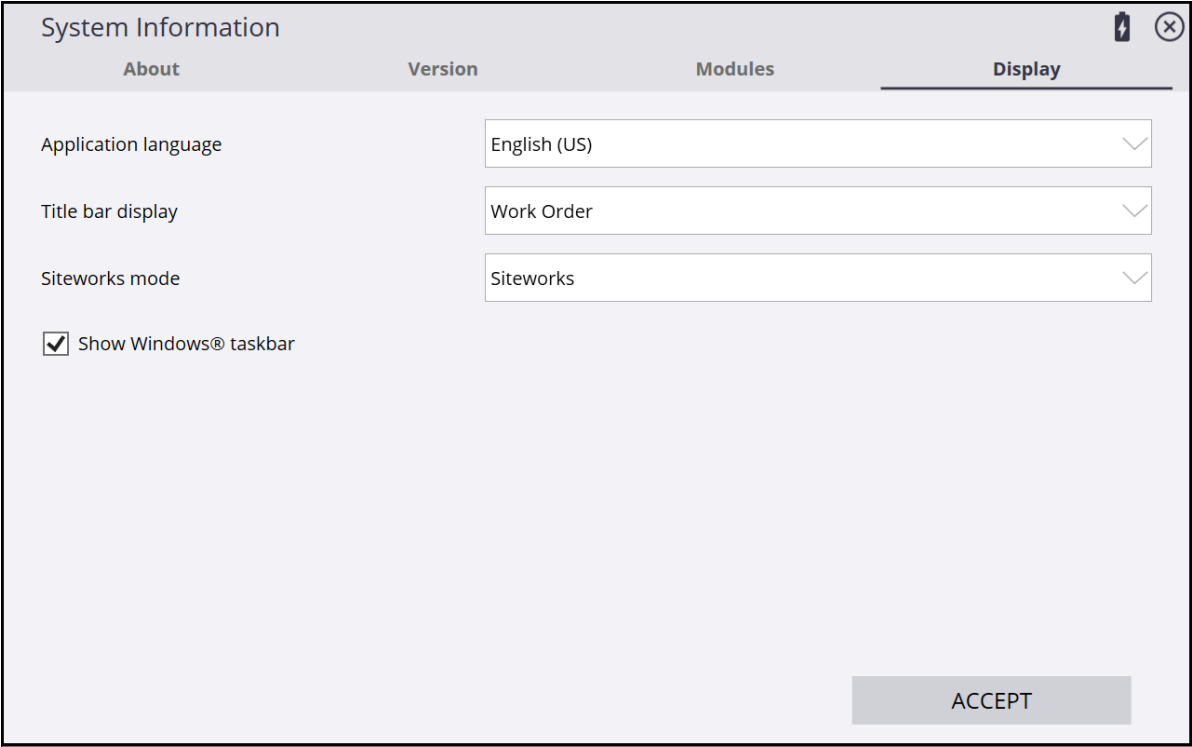 System Information
About Version Modules Display
Application language English (US)
Title bar display Work Order
Siteworks mode Siteworks
Show Windows® taskbar
ACCEPT